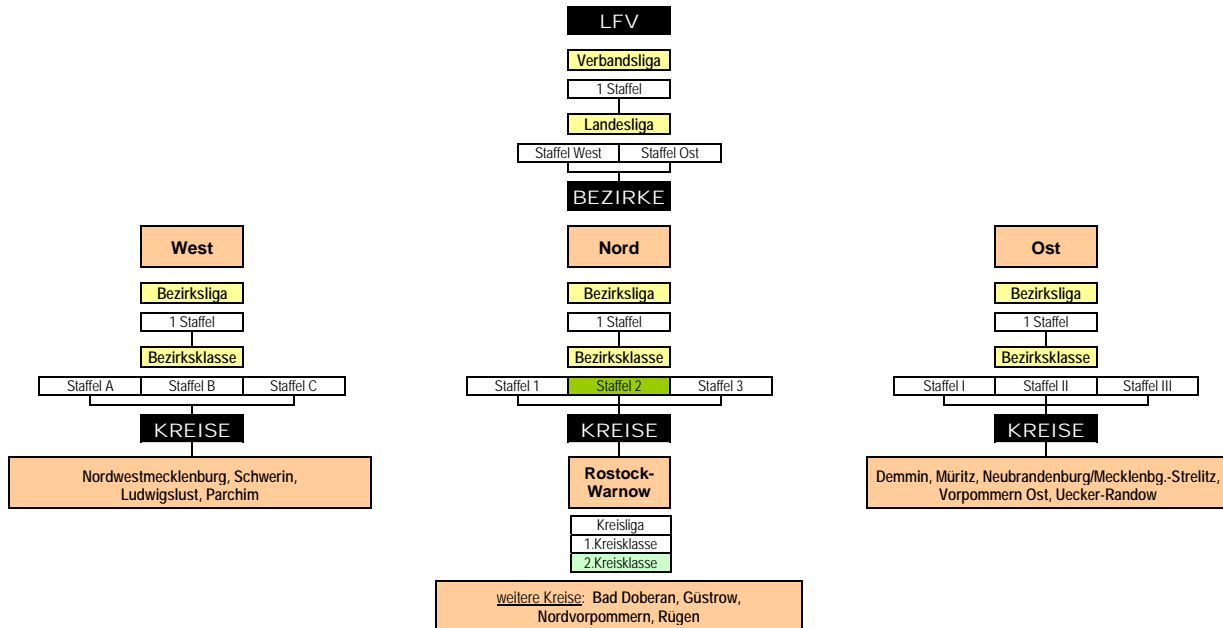 LFV
Verbandsliga
1 Staffel
Landesliga
Staffel West
Staffel Ost
BEZIRKE
West
Nord
Ost
Bezirksliga
Bezirksliga
Bezirksliga
1 Staffel
1 Staffel
1 Staffel
Bezirksklasse
Bezirksklasse
Bezirksklasse
Staffel A
Staffel B
Staffel C
Staffel 1
Staffel 2
Staffel 3
Staffel I
Staffel II
Staffel III
KREISE
KREISE
KREISE
Nordwestmecklenburg, Schwerin,
Ludwigslust, Parchim
Rostock-
Warnow
Demmin, Müritz, Neubrandenburg/Mecklenbg.-Strelitz,
Vorpommern Ost, Uecker-Randow
Kreisliga
1.Kreisklasse
2.Kreisklasse
weitere Kreise: Bad Doberan, Güstrow,
Nordvorpommern, Rügen